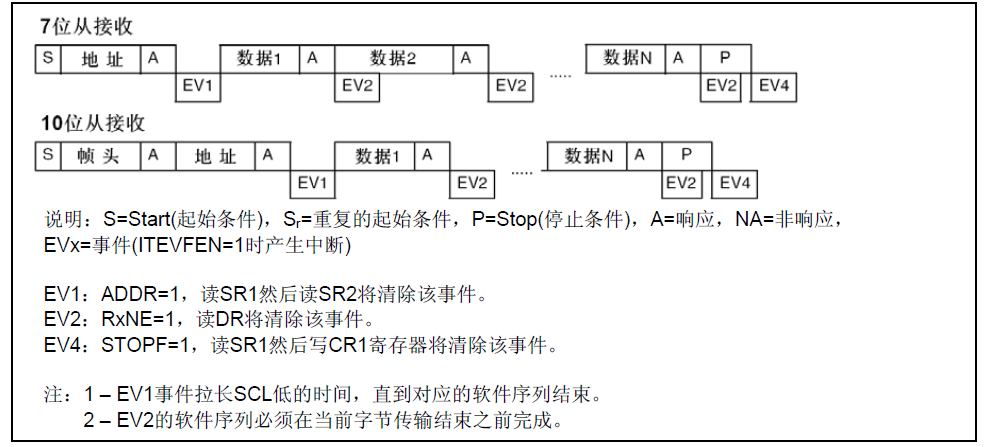 7位从接收
S 地址 A 数据1 A 数据2 A ..... 数据N A P
EV1 EV2 EV2 EV2 EV4
10位从接收
S 帧头 A 地址 A 数据1 A ..... 数据N A P
EV1 EV2 EV2 EV4
说明：S=Start(起始条件)，Sr=重复的起始条件，P=Stop(停止条件)，A=响应，NA=非响应，
EVx=事件(ITEVFEN=1时产生中断)
EV1：ADDR=1，读SR1然后读SR2将清除该事件。
EV2：RxNE=1，读DR将清除该事件。
EV4：STOPF=1，读SR1然后写CR1寄存器将清除该事件。
注：1 – EV1事件拉长SCL低的时间，直到对应的软件序列结束。
2 – EV2的软件序列必须在当前字节传输结束之前完成。